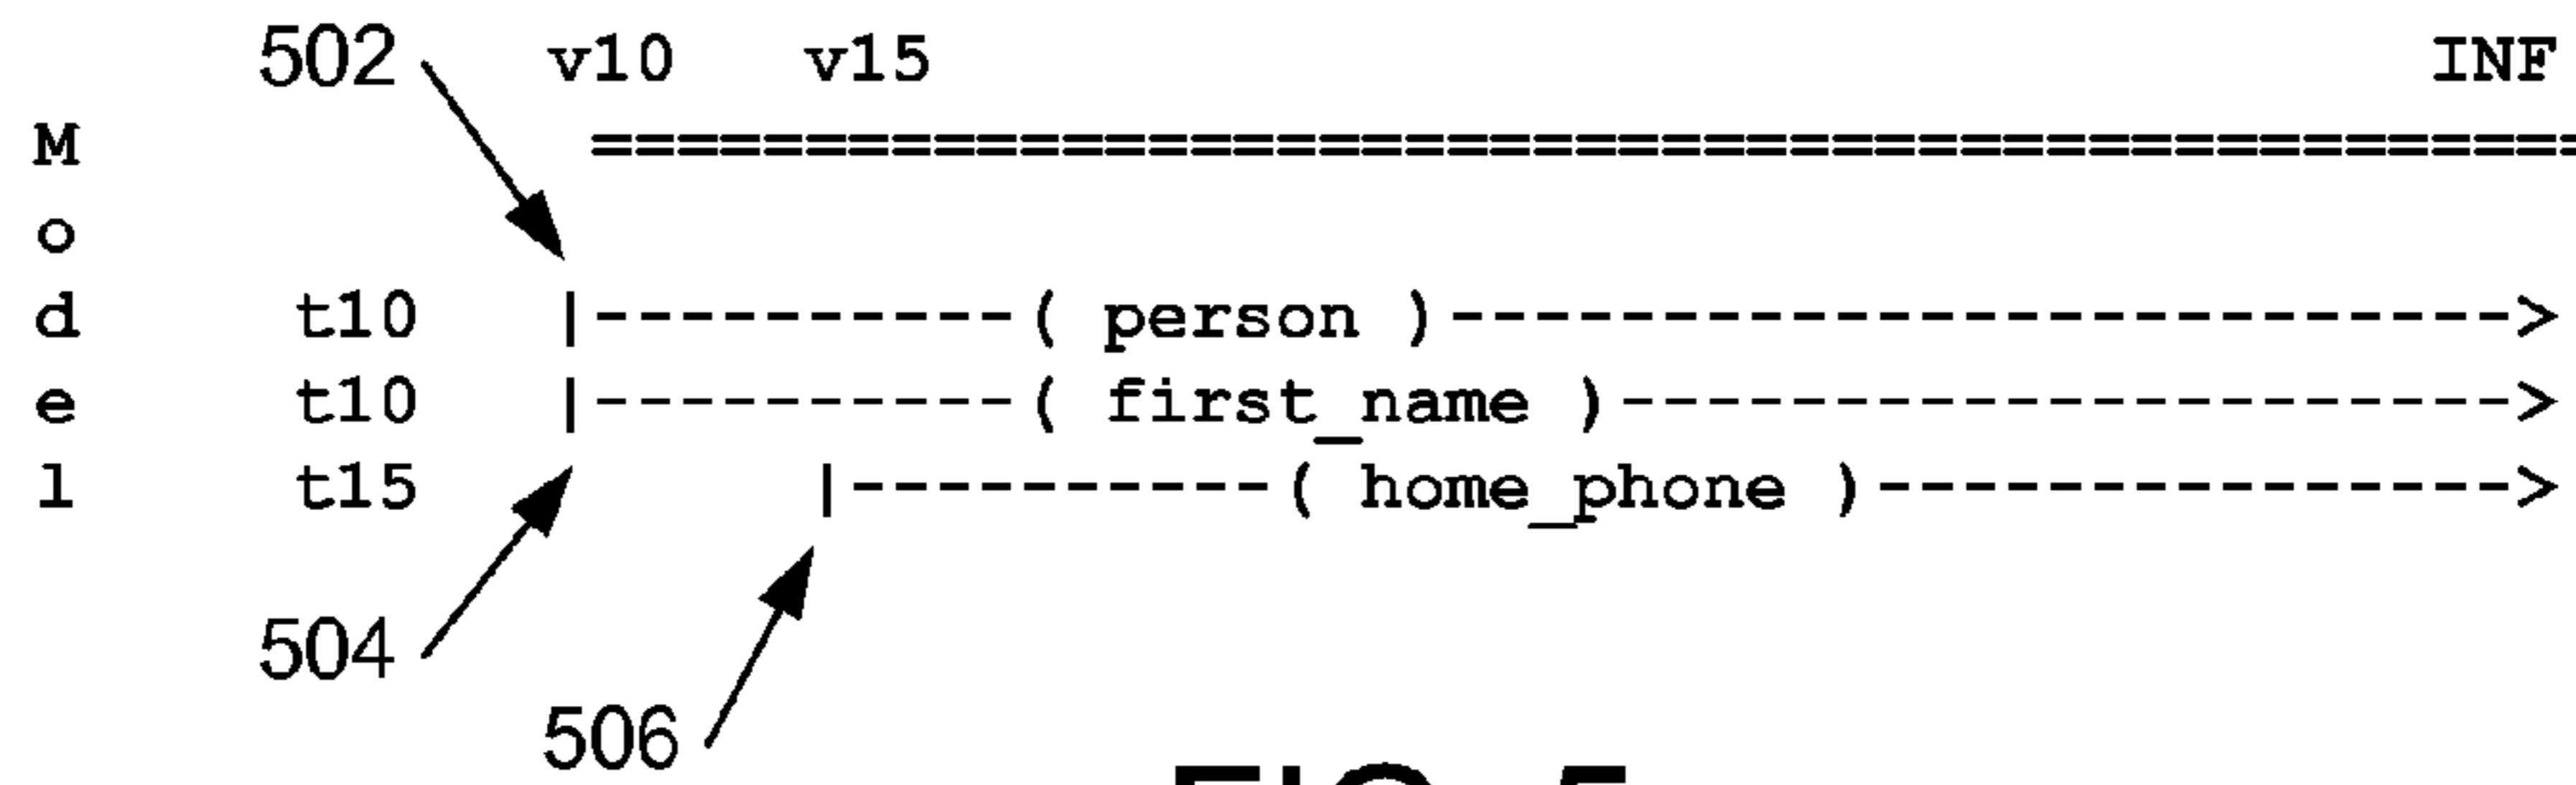 502 v10 v15 INF
M ==============================================
o
d t10 |----------( person )------------------------->
e t10 |----------( first_name )--------------------->
l t15 |----------( home_phone )--------------->
504
506